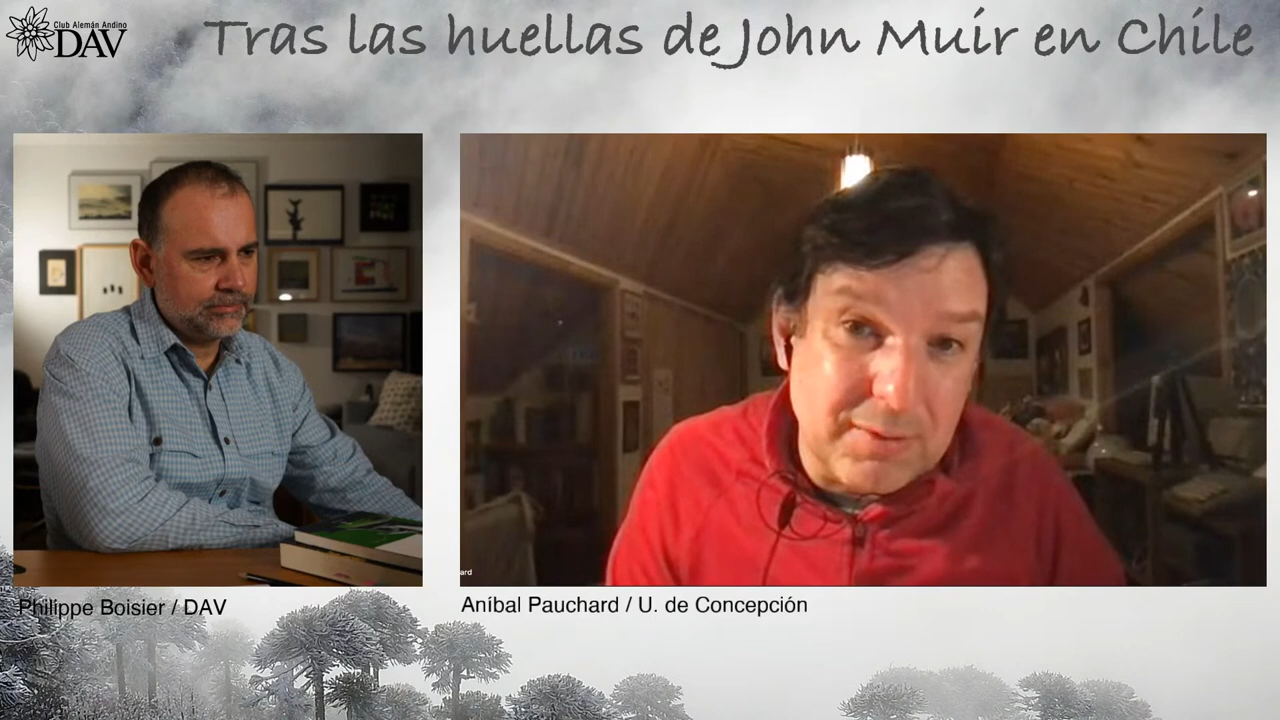 Club Alemán Andino
DAV
Tras las huellas de John Muir en Chile
ard
Philippe Boisier / DAV
Aníbal Pauchard / U. de Concepción